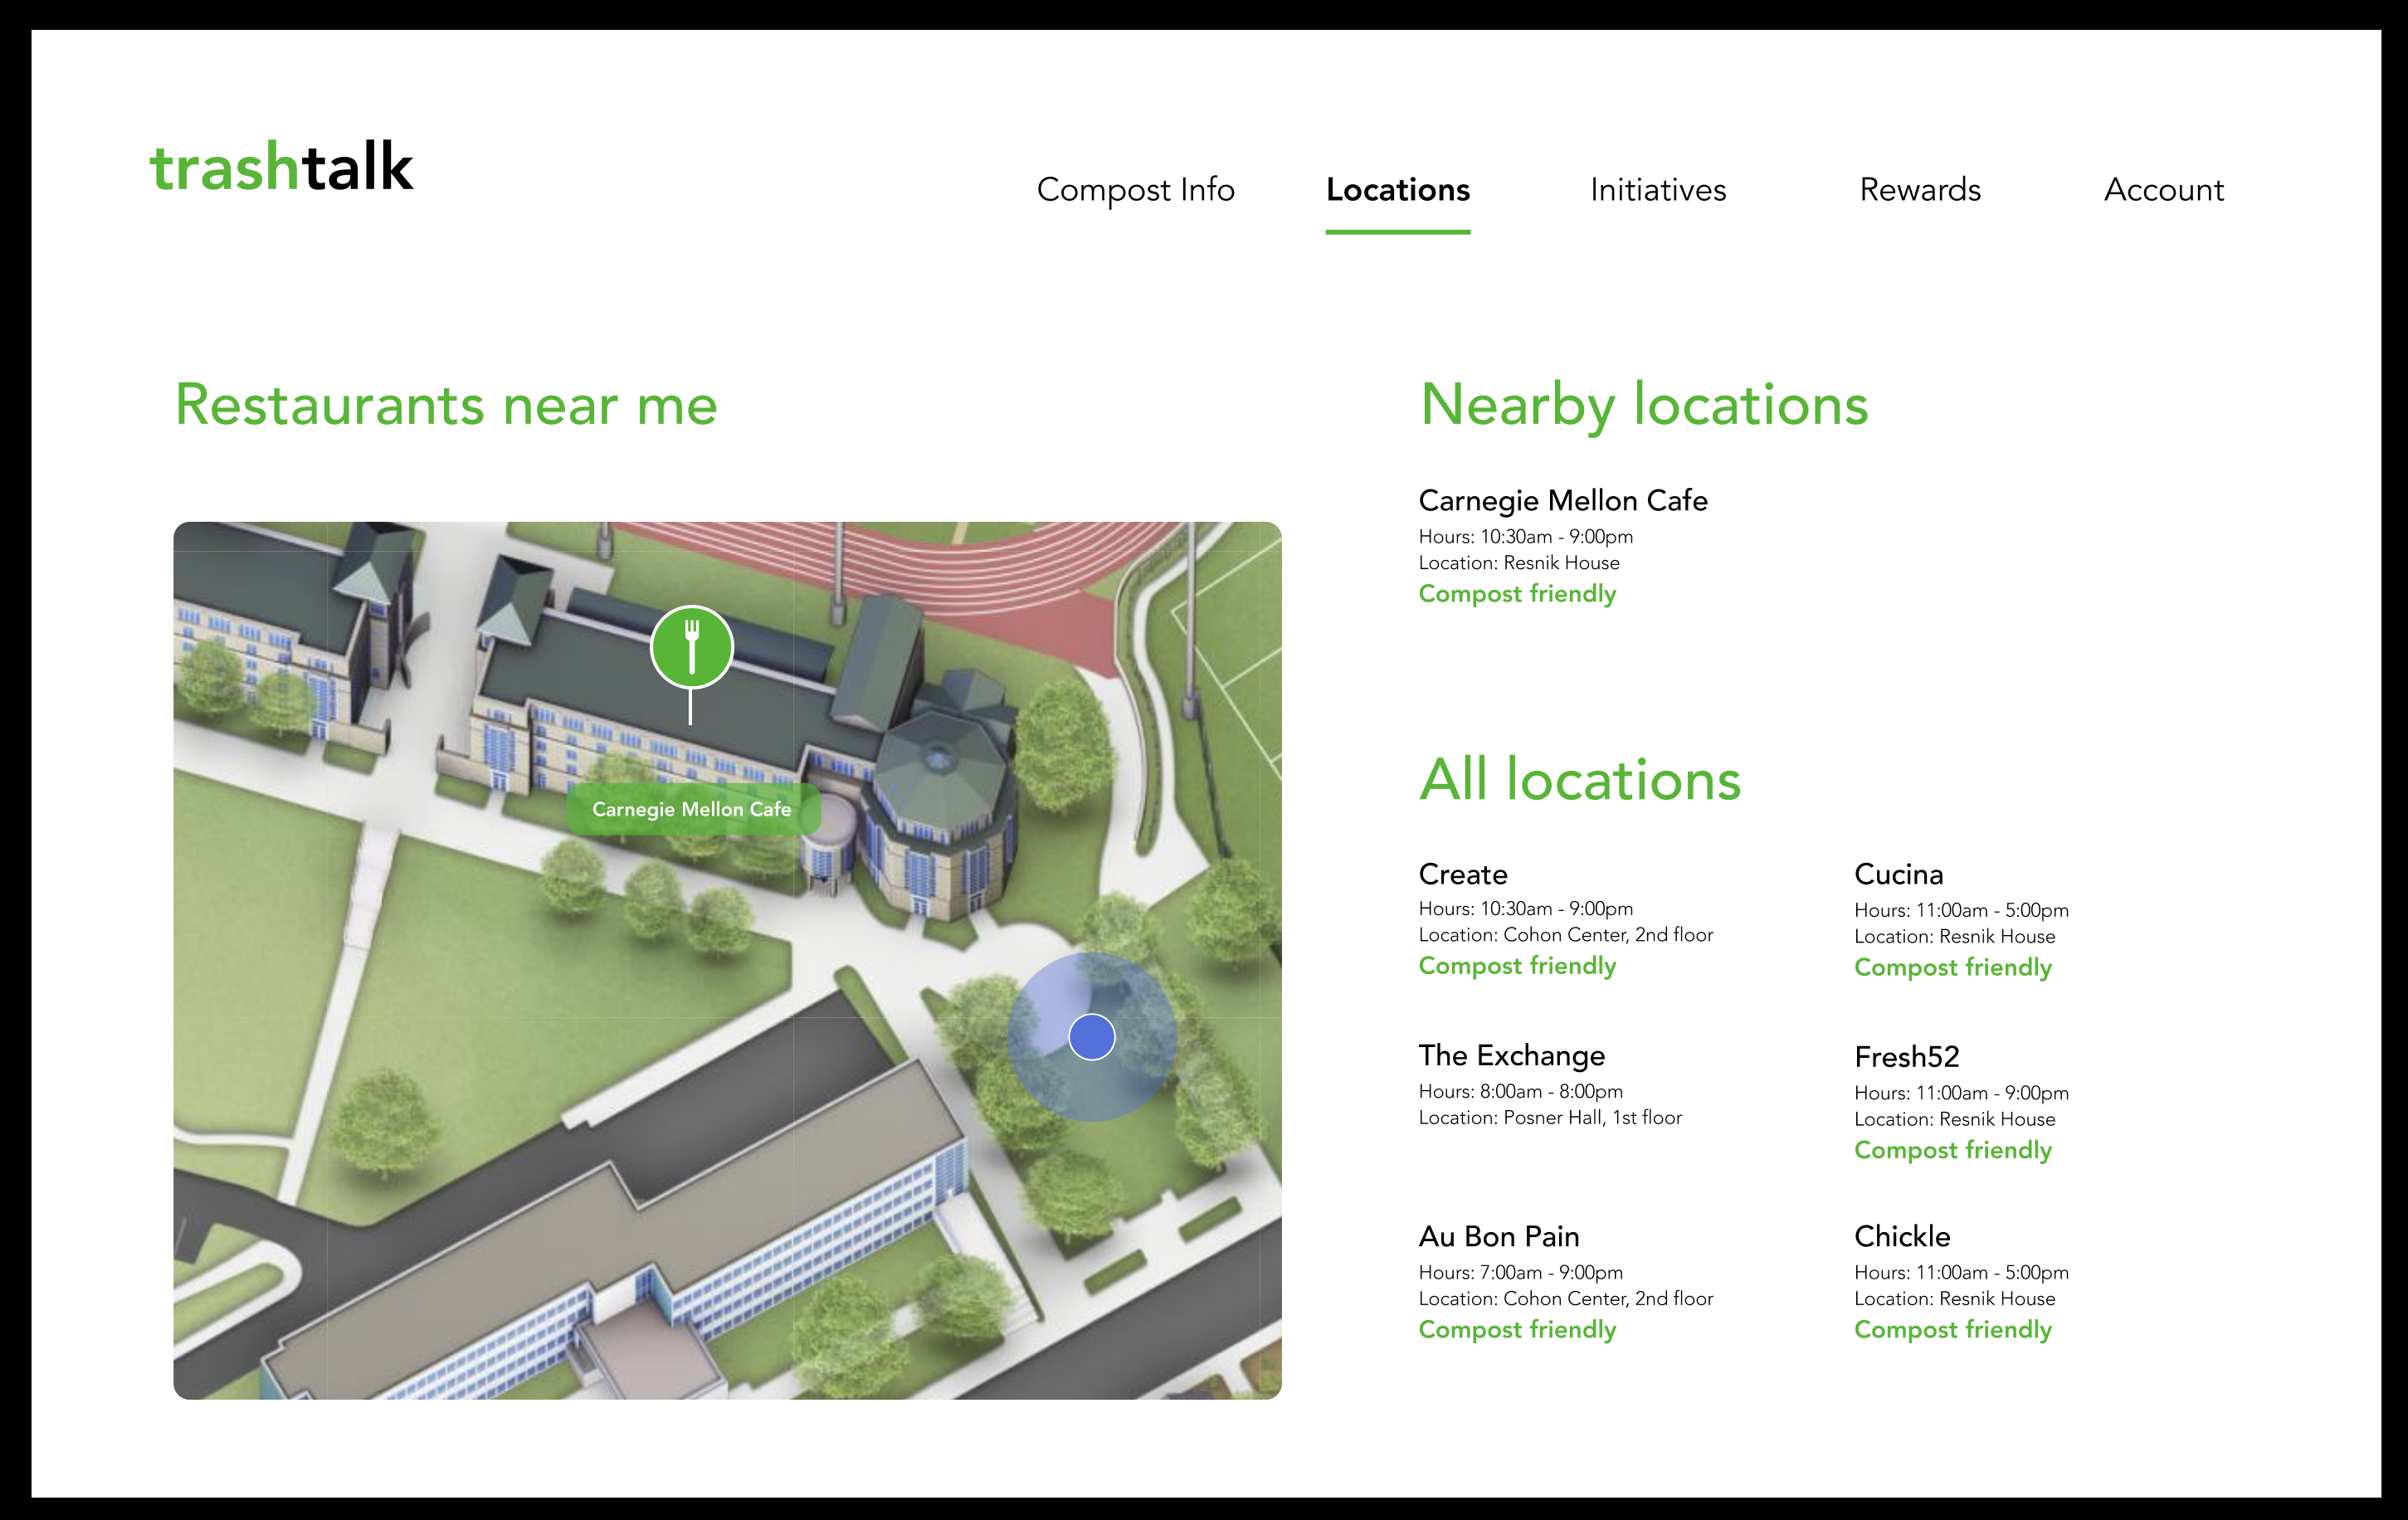 trashtalk
Compost Info
Locations
Initiatives
Rewards
Account
Restaurants near me
Carnegie Mellon Cafe
Nearby locations
Carnegie Mellon Cafe
Hours: 10:30am - 9:00pm
Location: Resnik House
Compost friendly
All locations
Create
Hours: 10:30am - 9:00pm
Location: Cohon Center, 2nd floor
Compost friendly
Cucina
Hours: 11:00am - 5:00pm
Location: Resnik House
Compost friendly
The Exchange
Hours: 8:00am - 8:00pm
Location: Posner Hall, 1st floor
Fresh52
Hours: 11:00am - 9:00pm
Location: Resnik House
Compost friendly
Au Bon Pain
Hours: 7:00am - 9:00pm
Location: Cohon Center, 2nd floor
Compost friendly
Chickle
Hours: 11:00am - 5:00pm
Location: Resnik House
Compost friendly